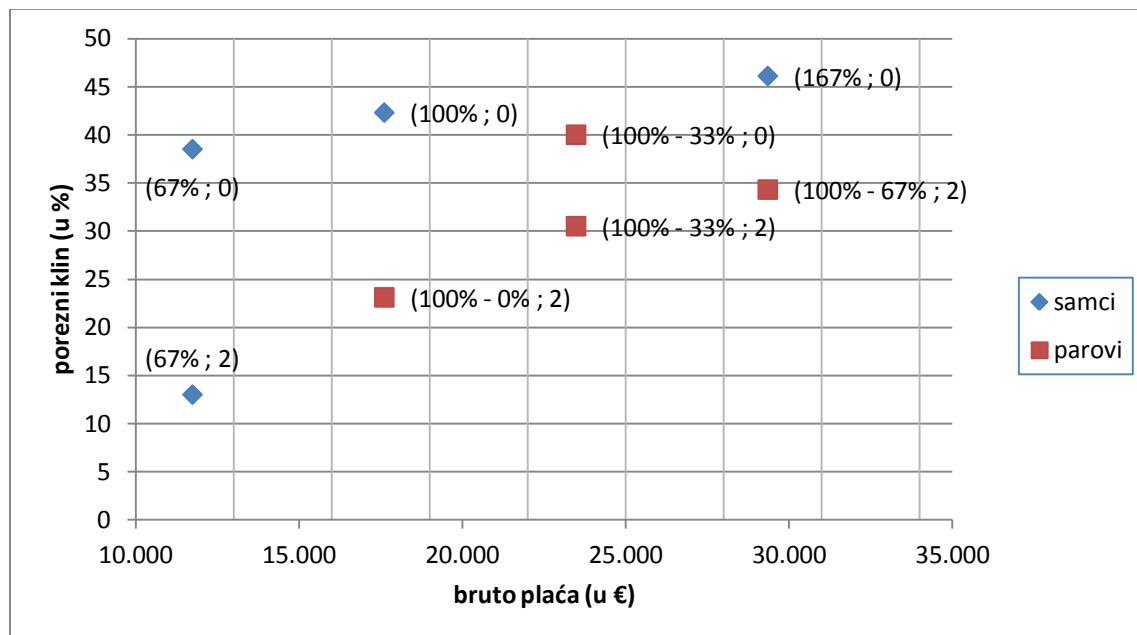 50
45
40
35
30
25
20
15
10
5
0
porezni klin (u %)
(167% ; 0)
(100% ; 0)
(100% - 33% ; 0)
(67% ; 0)
(100% - 67% ; 2)
(100% - 33% ; 2)
(100% - 0% ; 2)
(67% ; 2)
10.000 15.000 20.000 25.000 30.000 35.000
bruto plaća (u €)
samci
parovi